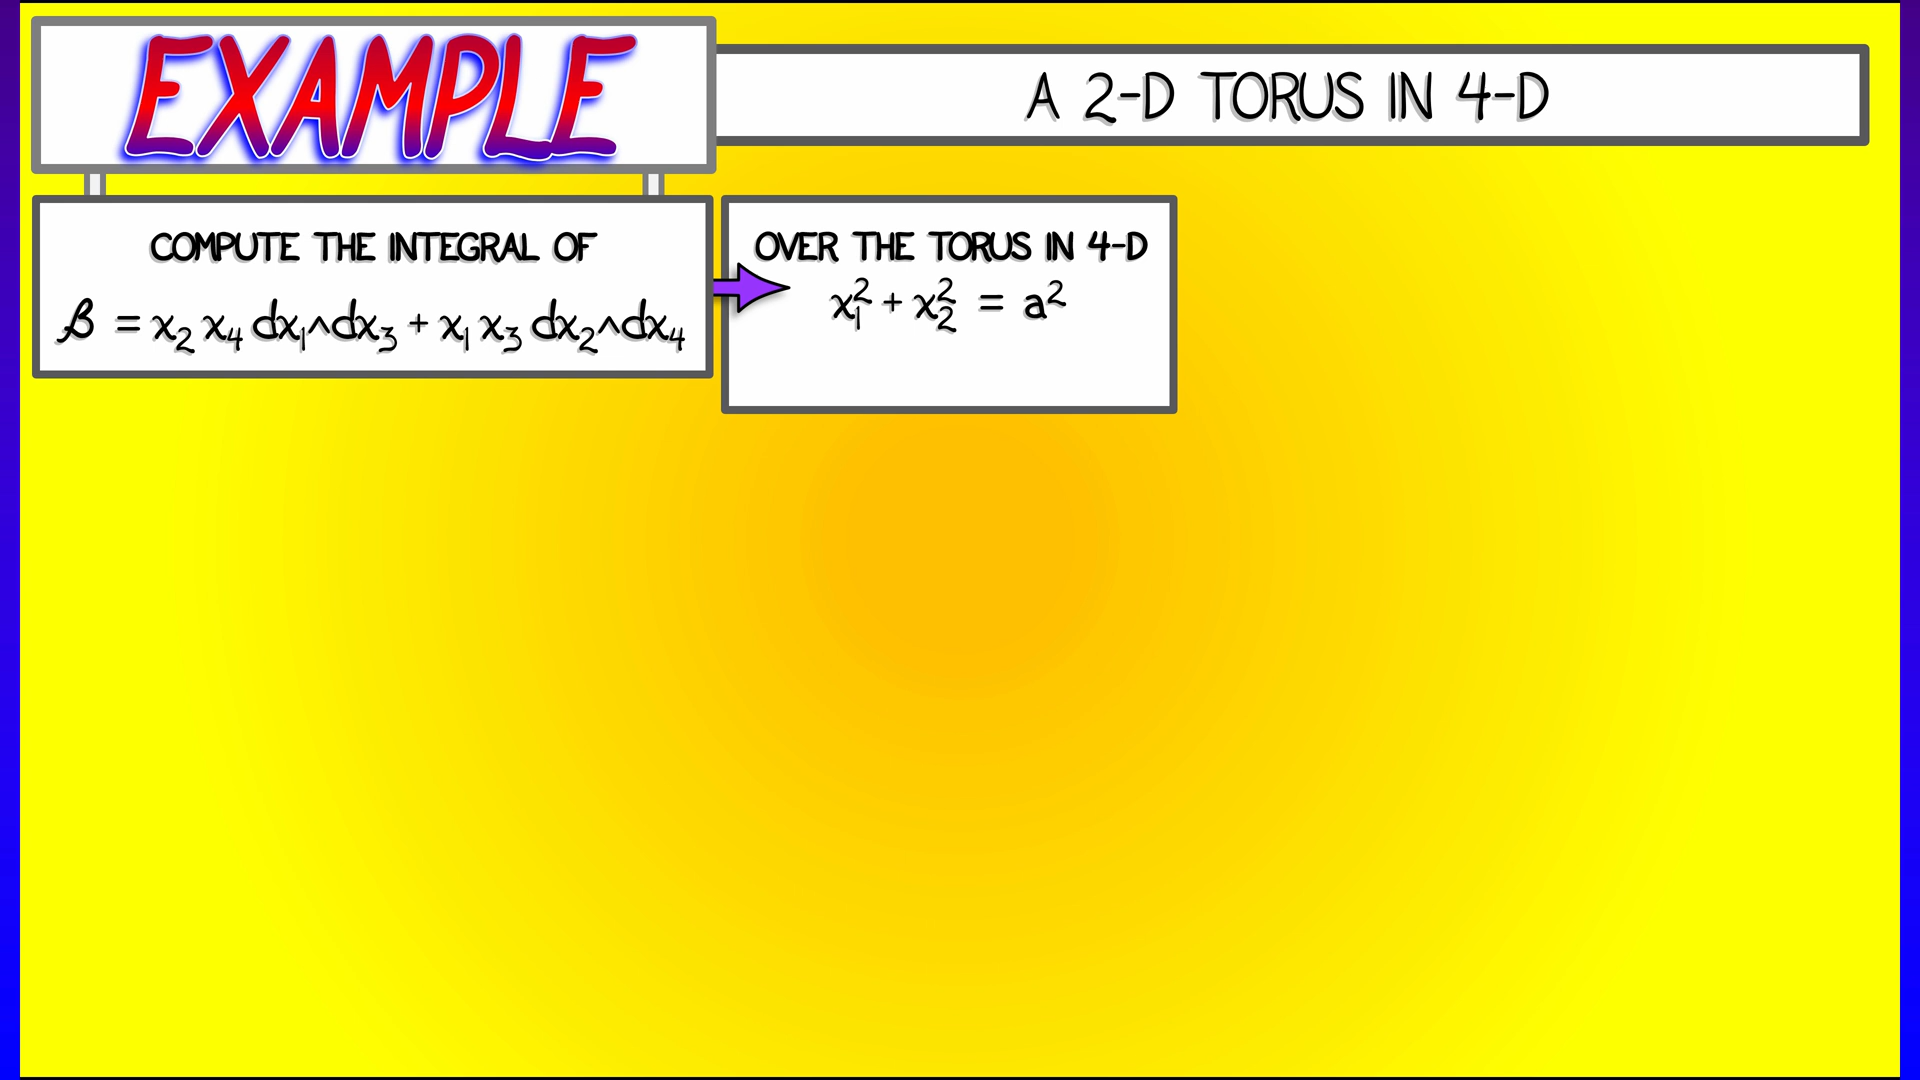 EXAMPLE
A 2-D TORUS IN 4-D
COMPUTE THE INTEGRAL OF
β = x₂ x₄ dx₁∧dx₃ + x₁ x₃ dx₂∧dx₄
OVER THE TORUS IN 4-D
x₁² + x₂² = a²